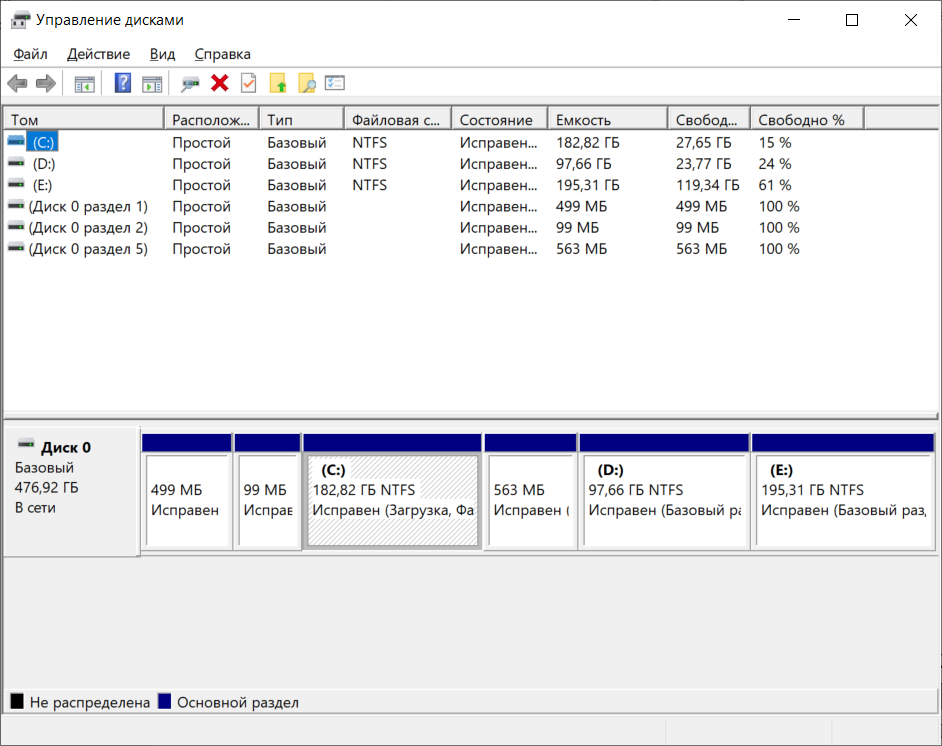 Управление дисками
Файл Действие Вид Справка
Том Располож... Тип Файловая с... Состояние Емкость Свобод... Свободно %
(C:) Простой Базовый NTFS Исправен... 182,82 ГБ 27,65 ГБ 15 %
(D:) Простой Базовый NTFS Исправен... 97,66 ГБ 23,77 ГБ 24 %
(E:) Простой Базовый NTFS Исправен... 195,31 ГБ 119,34 ГБ 61 %
(Диск 0 раздел 1) Простой Базовый Исправен... 499 МБ 499 МБ 100 %
(Диск 0 раздел 2) Простой Базовый Исправен... 99 МБ 99 МБ 100 %
(Диск 0 раздел 5) Простой Базовый Исправен... 563 МБ 563 МБ 100 %
Диск 0
Базовый
476,92 ГБ
В сети
499 МБ
Исправен
99 МБ
Исправ
(C:)
182,82 ГБ NTFS
Исправен (Загрузка, Фа
563 МБ
Исправен (
(D:)
97,66 ГБ NTFS
Исправен (Базовый ра
(E:)
195,31 ГБ NTFS
Исправен (Базовый раз,
Не распределена Основной раздел